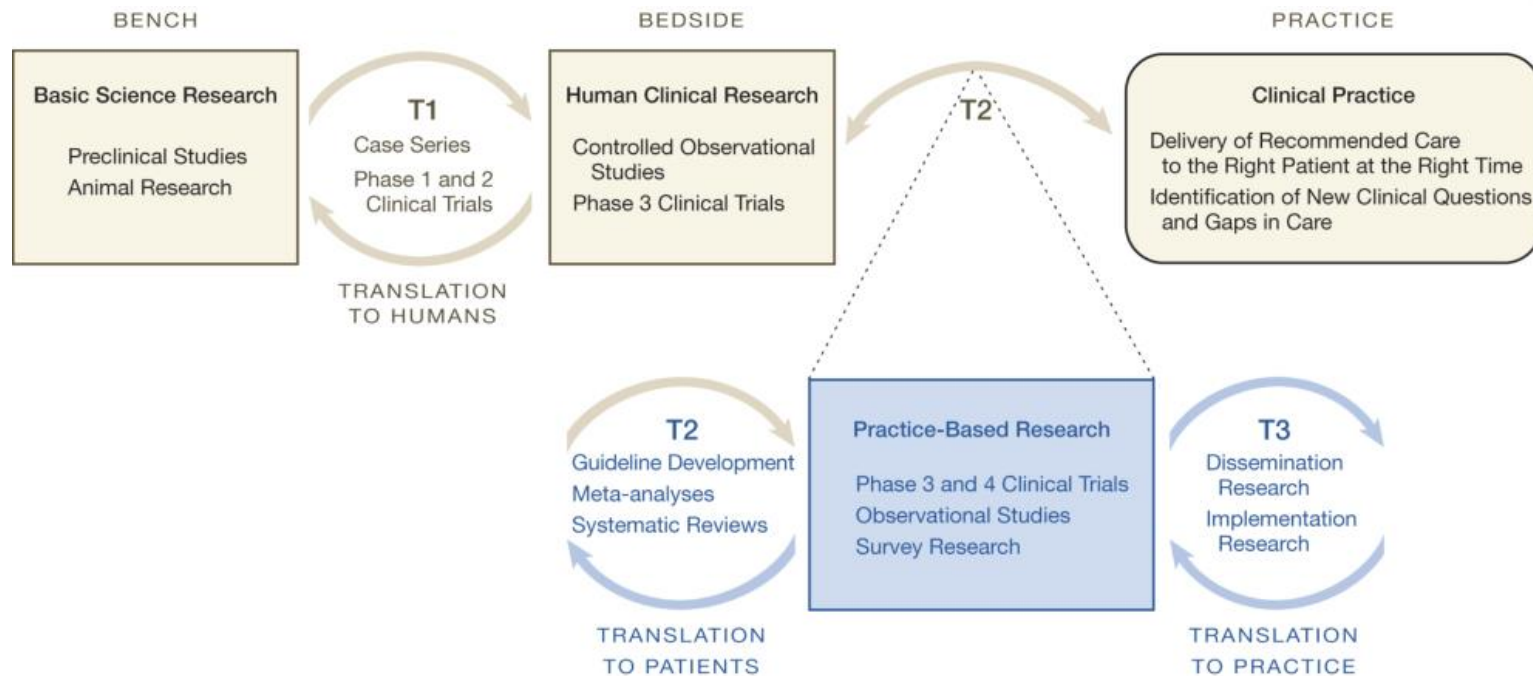 BENCH
BEDSIDE
PRACTICE
Basic Science Research
Preclinical Studies
Animal Research
T1
Case Series
Phase 1 and 2
Clinical Trials
TRANSLATION
TO HUMANS
Human Clinical Research
Controlled Observational
Studies
Phase 3 Clinical Trials
T2
Clinical Practice
Delivery of Recommended Care
to the Right Patient at the Right Time
Identification of New Clinical Questions
and Gaps in Care
T2
Guideline Development
Meta-analyses
Systematic Reviews
TRANSLATION
TO PATIENTS
Practice-Based Research
Phase 3 and 4 Clinical Trials
Observational Studies
Survey Research
T3
Dissemination
Research
Implementation
Research
TRANSLATION
TO PRACTICE